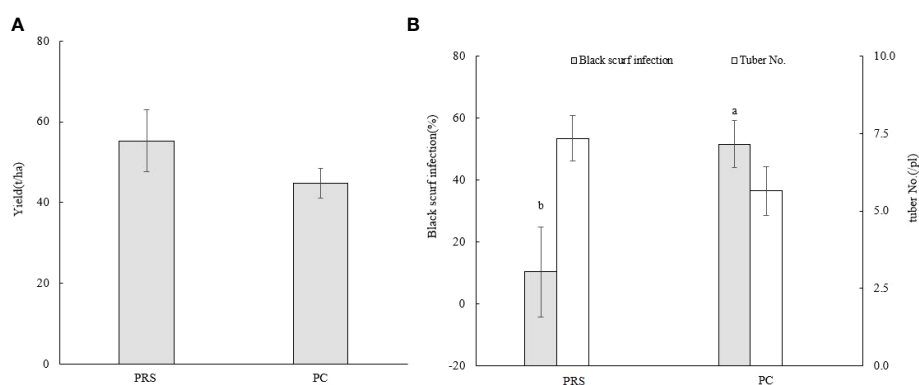 A
80
60
40
20
0
Yield(t/ha)
PRS
PC
B
80
60
40
20
0
-20
Black scurf infection(%)
Black scurf infection
Tuber No.
b
a
10.0
7.5
5.0
2.5
0.0
tuber No.(/pl)
PRS
PC